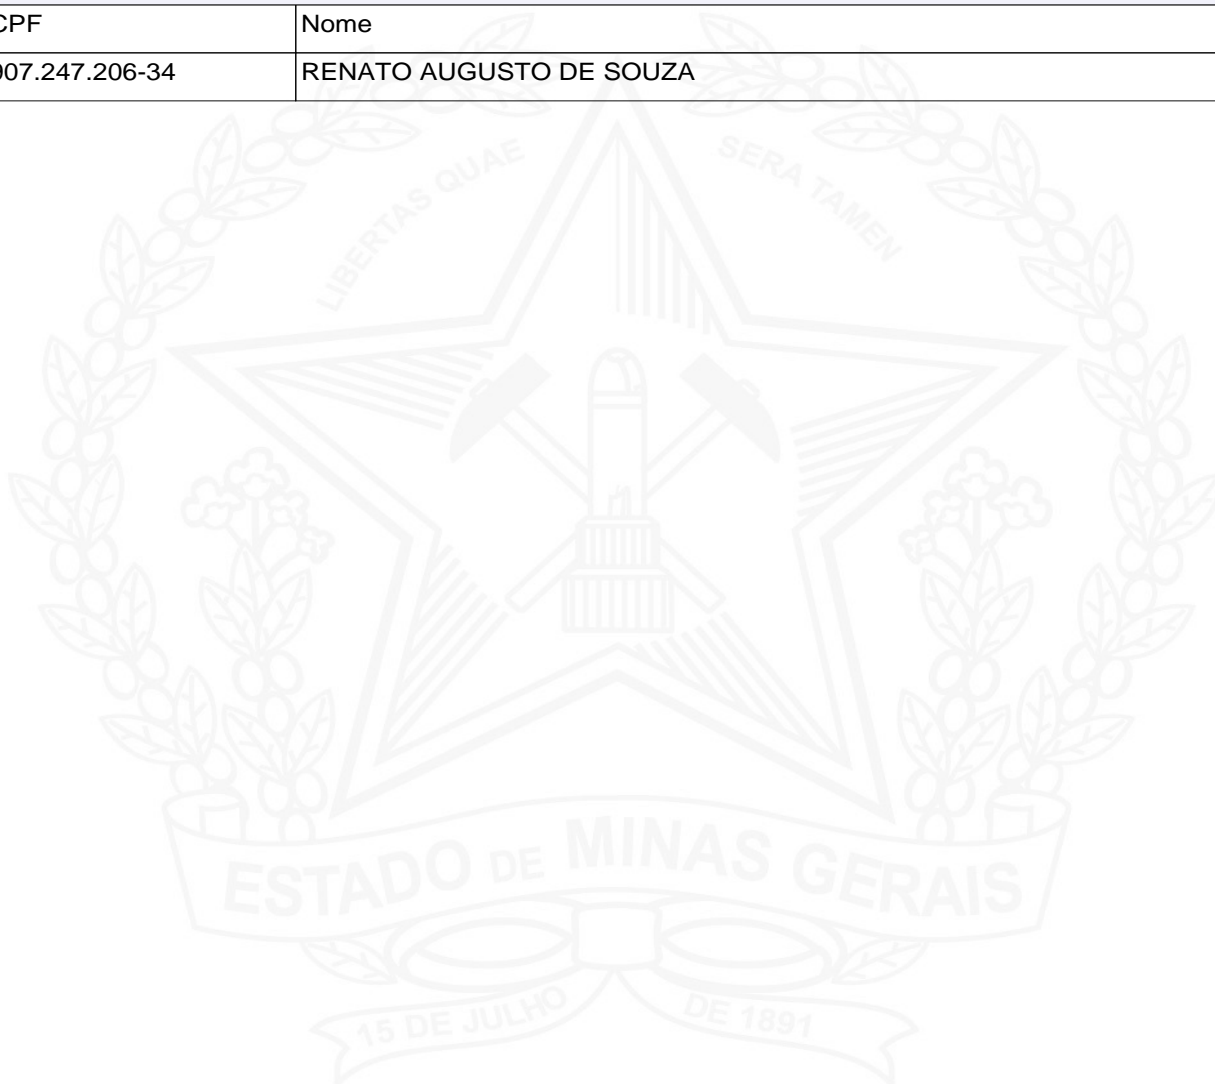 CPF Nome
907.247.206-34 RENATO AUGUSTO DE SOUZA
LIBERTAS QUAE SERA TAMEN
ESTADO DE MINAS GERAIS
15 DE JULHO DE 1891